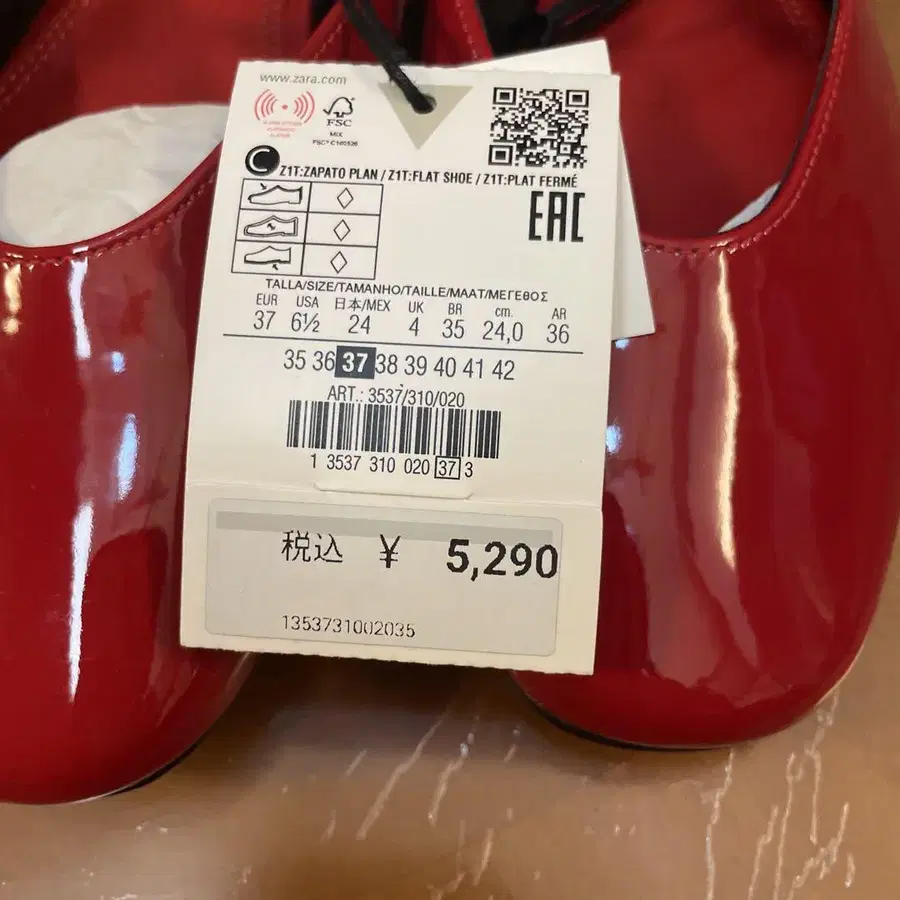 www.zara.com
FSC
MIX
C
Z1T:ZAPATO PLAN / Z1T:FLAT SHOE / Z1T:PLAT FERMÉ
EAC
TALLA/SIZE/TAMANHO/TAILLE/MAAT/ΜΕΓΕΘΟΣ
EUR USA 日本/MEX UK BR cm. AR
37 6½ 24 4 35 24,0 36
35 36 37 38 39 40 41 42
ART.: 3537/310/020
1 3537 310 020 37 3
税込 ¥ 5,290
1353731002035